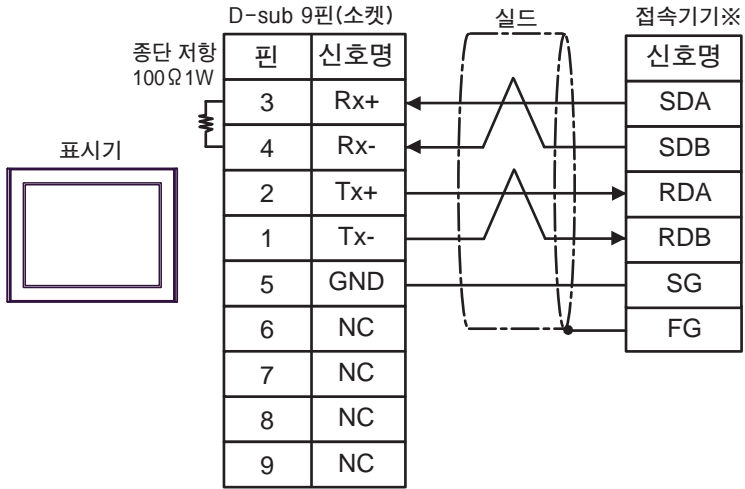 D-sub 9핀(소켓)
실드
접속기기※
종단 저항
100Ω1W
핀 신호명
신호명
3 Rx+ SDA
4 Rx- SDB
표시기
2 Tx+ RDA
1 Tx- RDB
5 GND SG
6 NC FG
7 NC
8 NC
9 NC